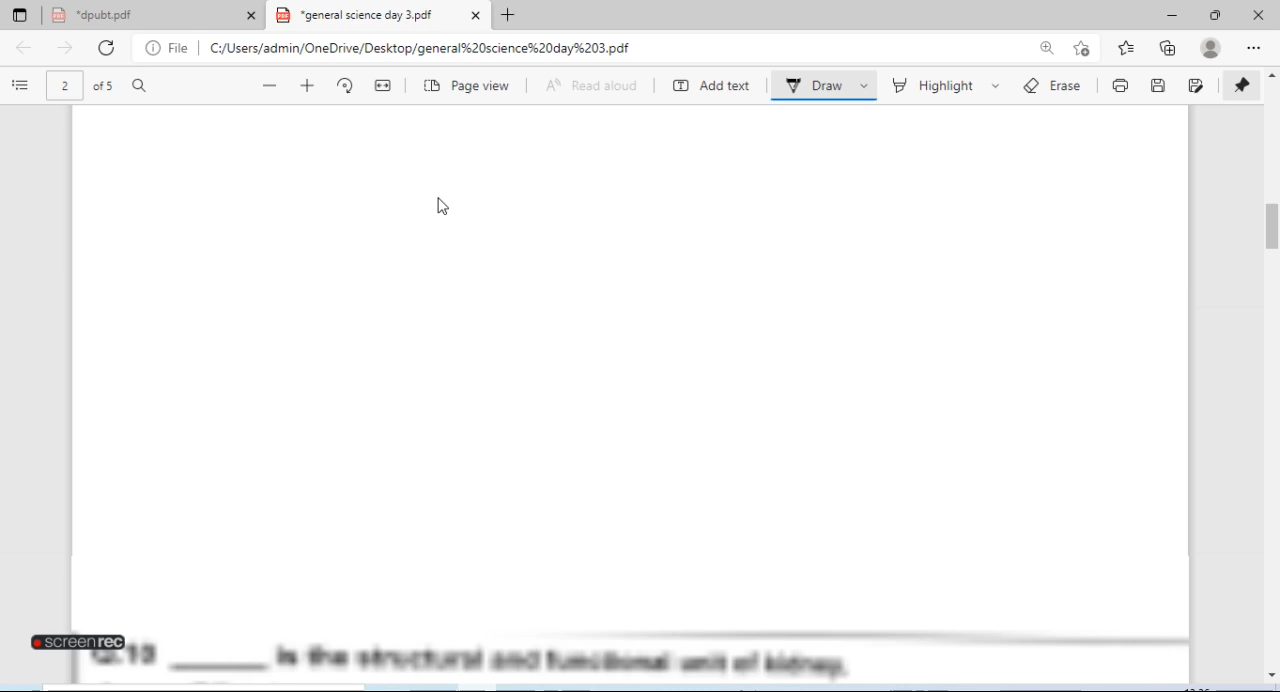 *dpubt.pdf
*general science day 3.pdf
File C:/Users/admin/OneDrive/Desktop/general%20science%20day%203.pdf
2 of 5 Page view Read aloud Add text Draw Highlight Erase
screenrec
Q.10 ______ is the structural and functional unit of kidney.